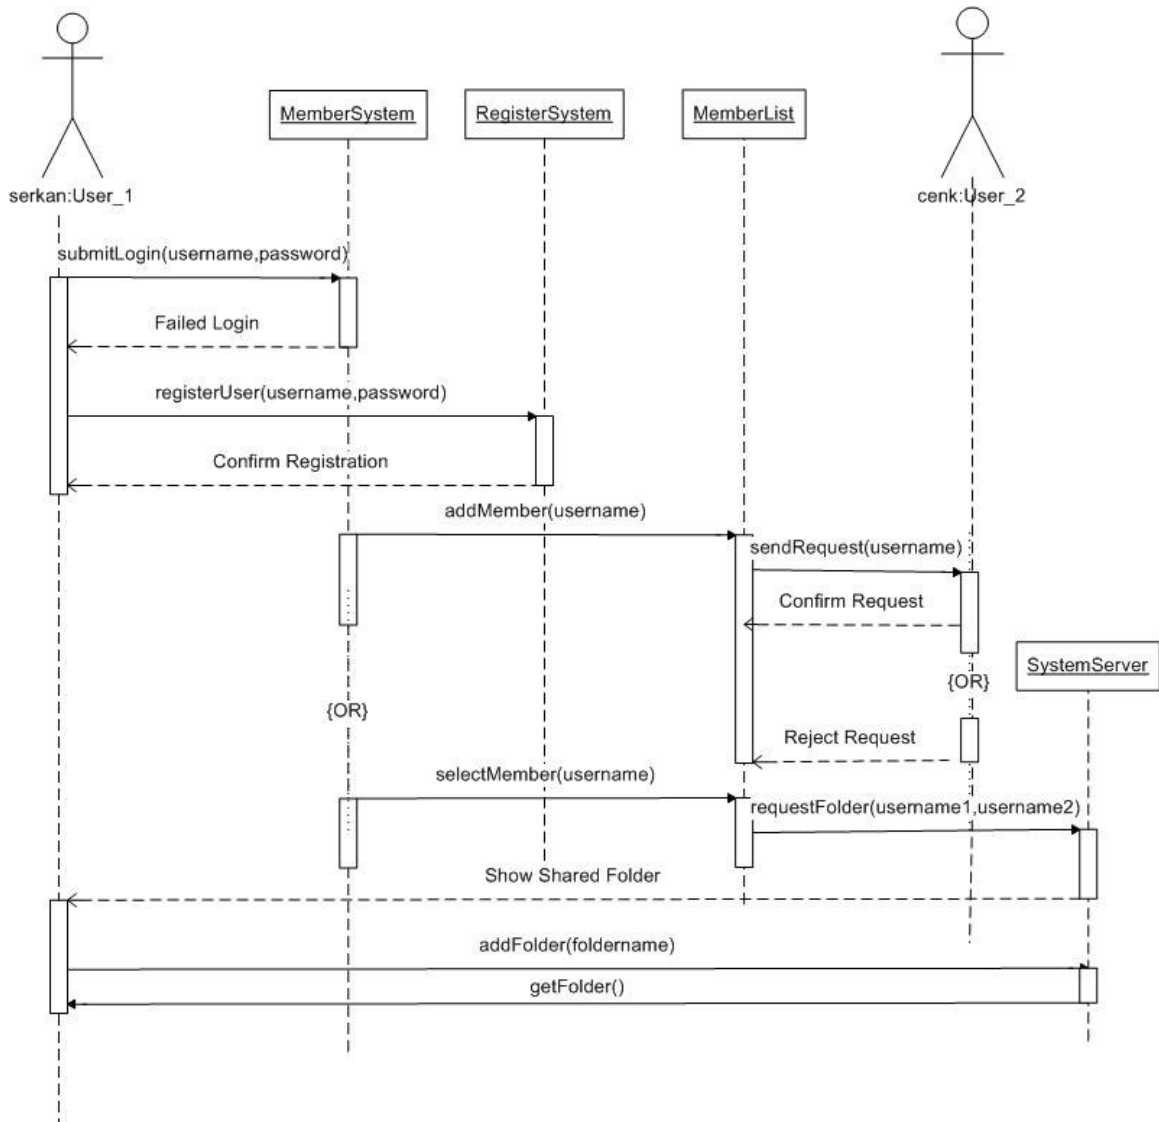 MemberSystem
RegisterSystem
MemberList
serkan:User_1
cenk:User_2
submitLogin(username,password)
Failed Login
registerUser(username,password)
Confirm Registration
addMember(username)
sendRequest(username)
Confirm Request
SystemServer
{OR}
{OR}
Reject Request
selectMember(username)
requestFolder(username1,username2)
Show Shared Folder
addFolder(foldername)
getFolder()